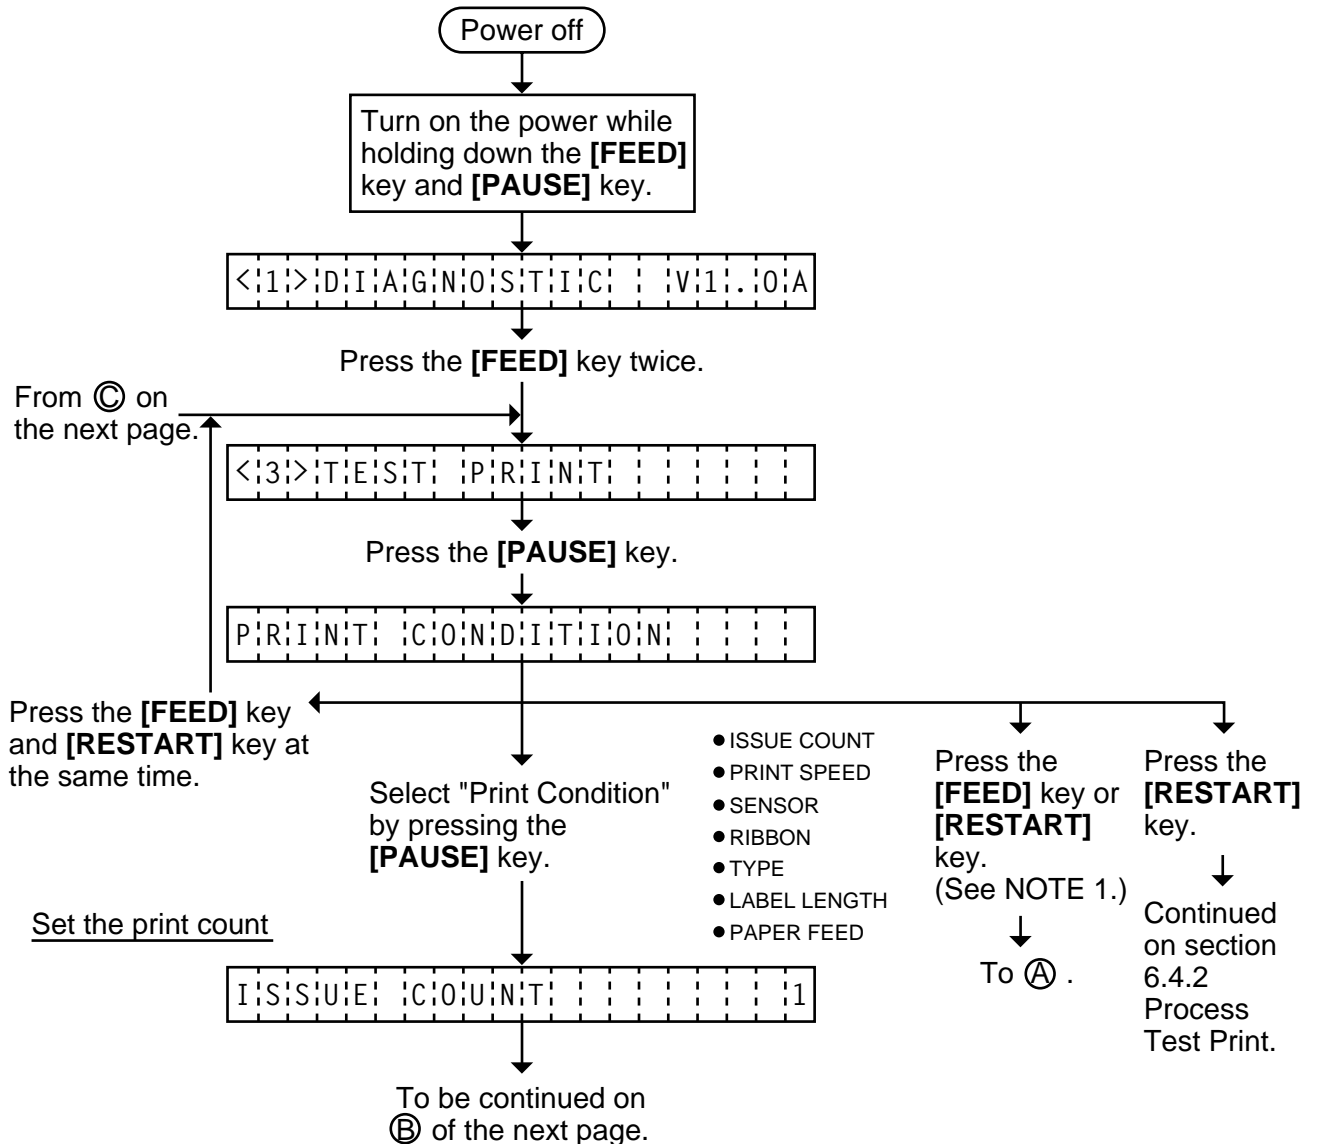 Power off
Turn on the power while
holding down the [FEED]
key and [PAUSE] key.
<1>DIAGNOSTIC  V1.0A
Press the [FEED] key twice.
From Ⓒ on
the next page.
<3>TEST PRINT
Press the [PAUSE] key.
PRINT CONDITION
Press the [FEED] key
and [RESTART] key at
the same time.
Select "Print Condition"
by pressing the
[PAUSE] key.
● ISSUE COUNT
● PRINT SPEED
● SENSOR
● RIBBON
● TYPE
● LABEL LENGTH
● PAPER FEED
Press the
[FEED] key or
[RESTART]
key.
(See NOTE 1.)
To Ⓐ .
Press the
[RESTART]
key.
Continued
on section
6.4.2
Process
Test Print.
Set the print count
ISSUE COUNT        1
To be continued on
Ⓑ of the next page.